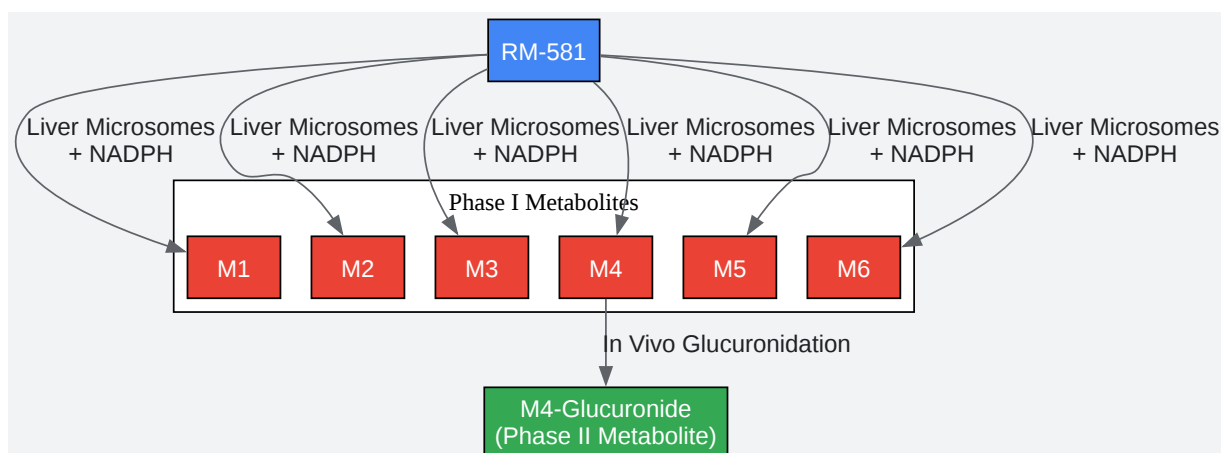 RM-581
Liver Microsomes
+ NADPH
Liver Microsomes
+ NADPH
Liver Microsomes
+ NADPH
Liver Microsomes
+ NADPH
Liver Microsomes
+ NADPH
Liver Microsomes
+ NADPH
Phase I Metabolites
M1
M2
M3
M4
M5
M6
In Vivo Glucuronidation
M4-Glucuronide
(Phase II Metabolite)